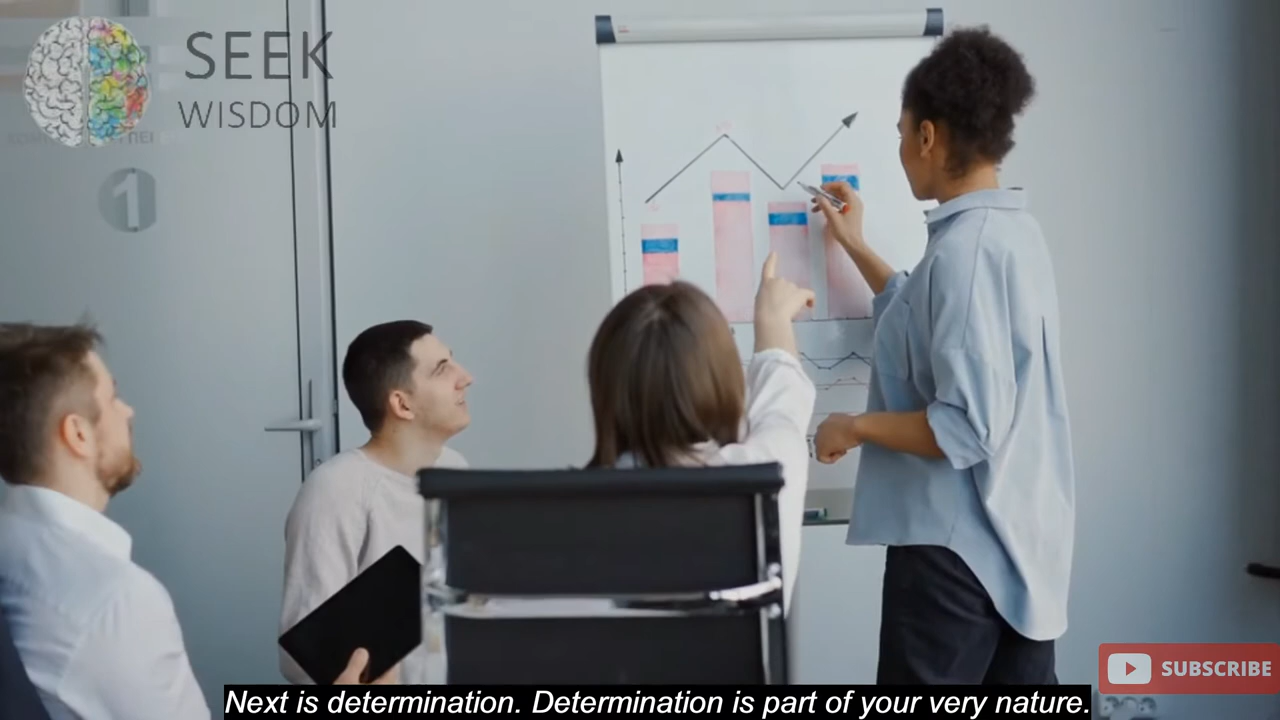 SEEK
WISDOM
1
SUBSCRIBE
Next is determination. Determination is part of your very nature.